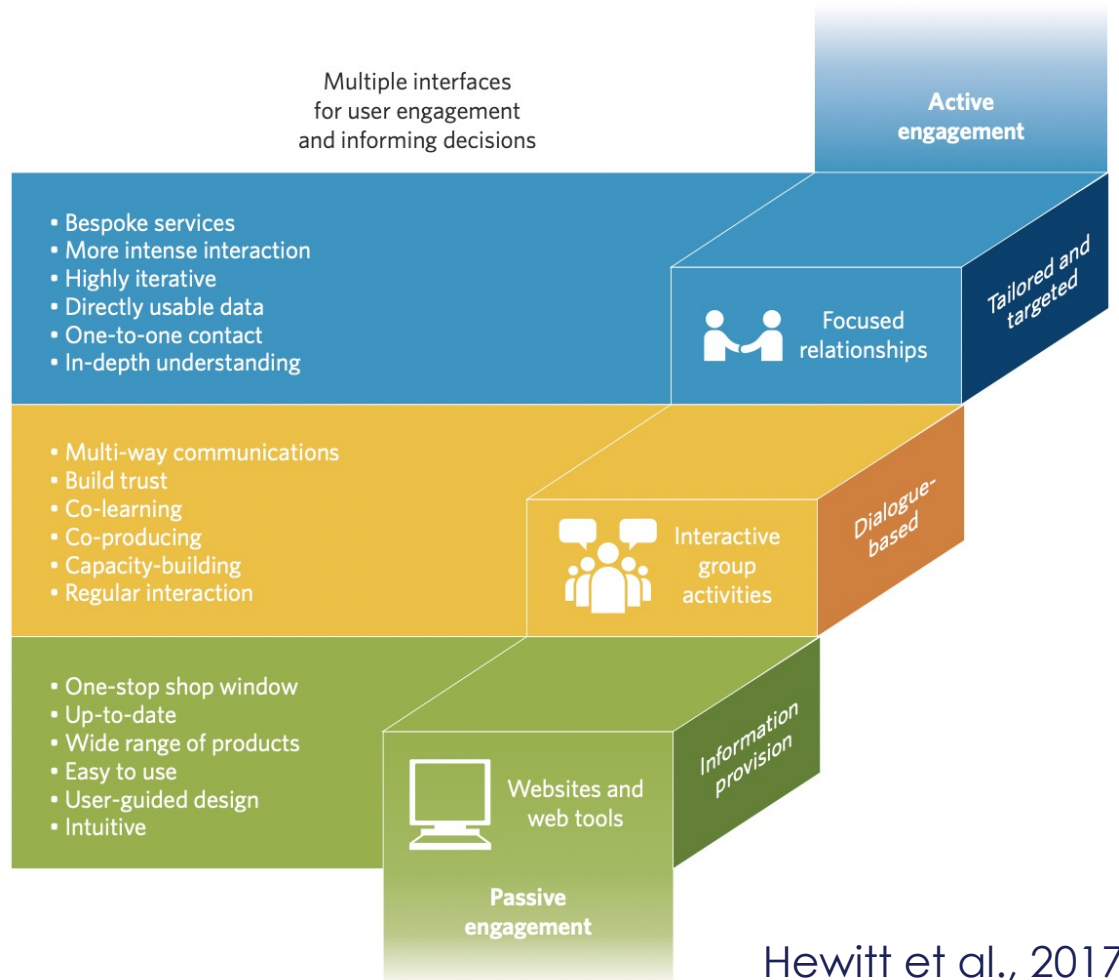 Multiple interfaces
for user engagement
and informing decisions
Active
engagement
▪ Bespoke services
▪ More intense interaction
▪ Highly iterative
▪ Directly usable data
▪ One-to-one contact
▪ In-depth understanding
Focused
relationships
Tailored and
targeted
▪ Multi-way communications
▪ Build trust
▪ Co-learning
▪ Co-producing
▪ Capacity-building
▪ Regular interaction
Interactive
group
activities
Dialogue-
based
▪ One-stop shop window
▪ Up-to-date
▪ Wide range of products
▪ Easy to use
▪ User-guided design
▪ Intuitive
Websites and
web tools
Information
provision
Passive
engagement
Hewitt et al., 2017